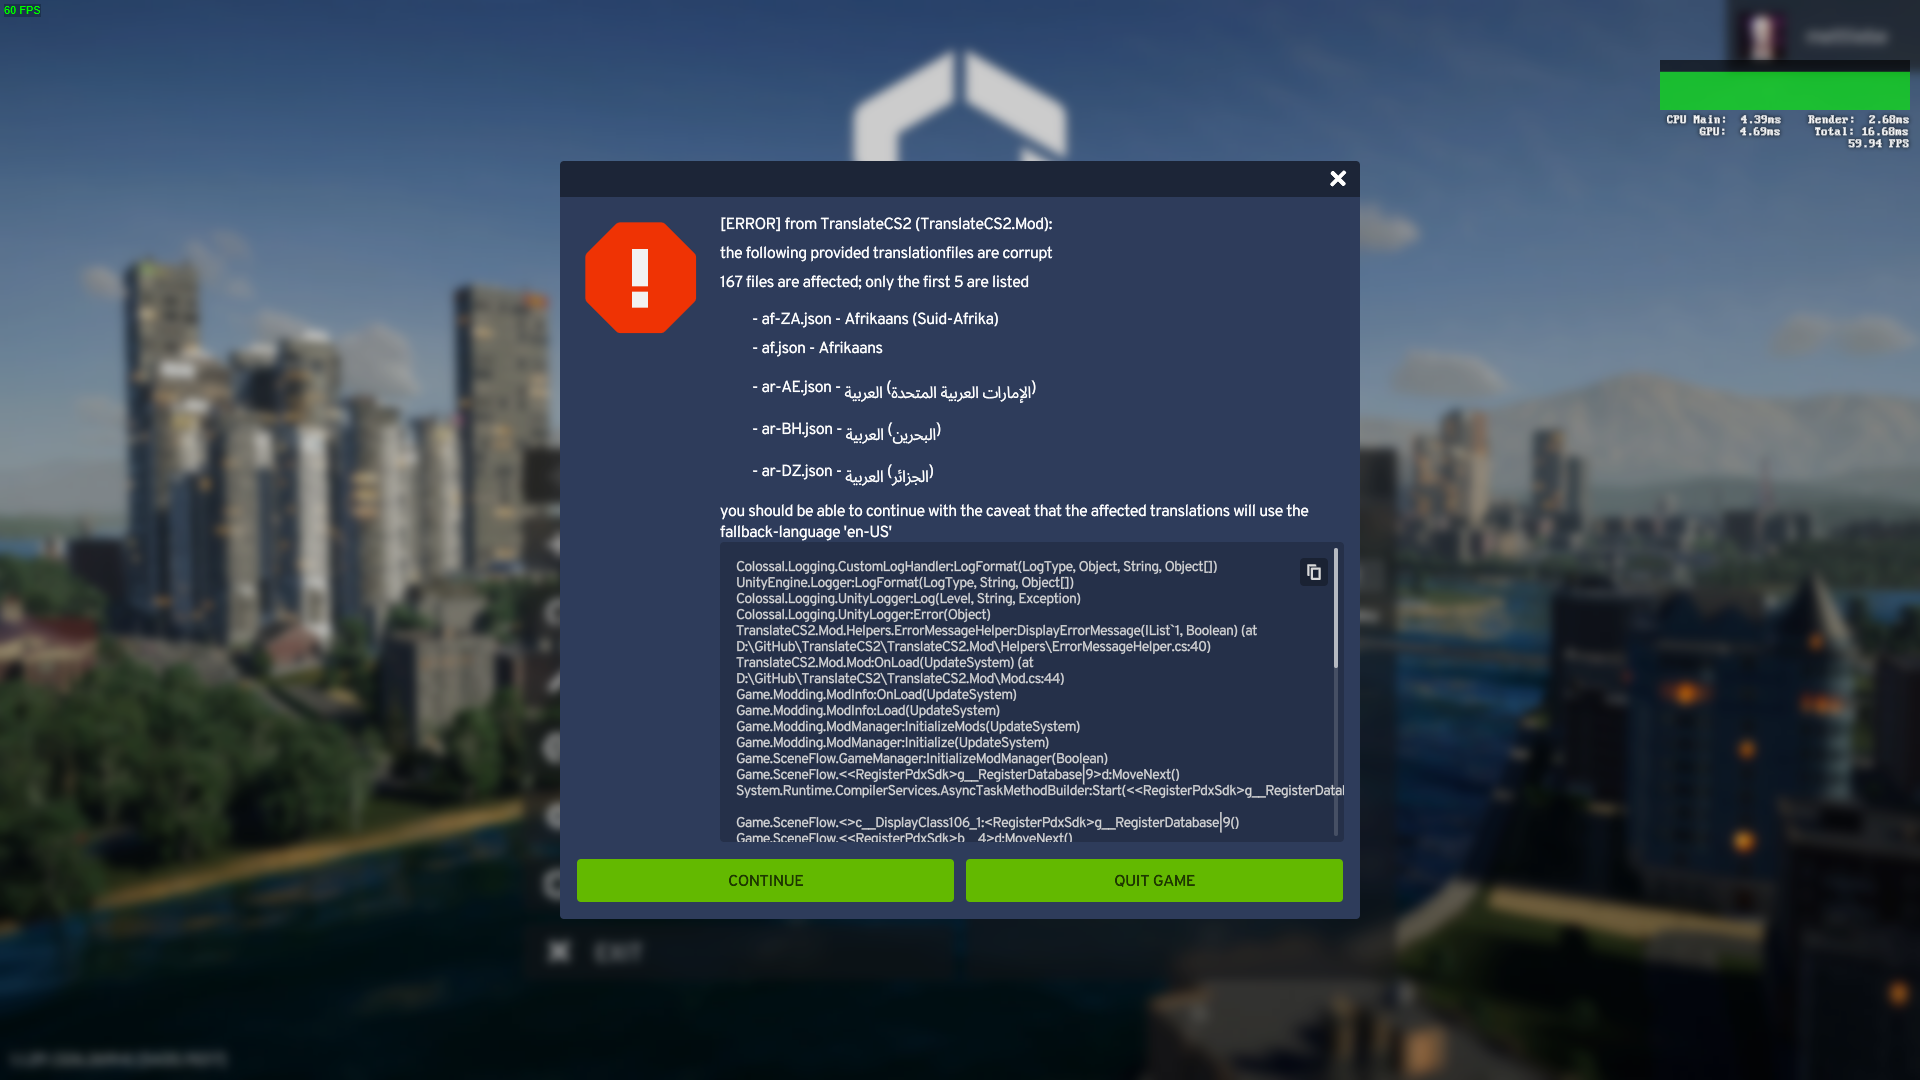 60 FPS
CPU Main: 4.39ms Render: 2.68ms
GPU: 4.69ms Total: 16.68ms
59.94 FPS
[ERROR] from TranslateCS2 (TranslateCS2.Mod):
the following provided translationfiles are corrupt
167 files are affected; only the first 5 are listed
- af-ZA.json - Afrikaans (Suid-Afrika)
- af.json - Afrikaans
- ar-AE.json - العربية (الإمارات العربية المتحدة)
- ar-BH.json - العربية (البحرين)
- ar-DZ.json - العربية (الجزائر)
you should be able to continue with the caveat that the affected translations will use the
fallback-language 'en-US'
Colossal.Logging.CustomLogHandler:LogFormat(LogType, Object, String, Object[])
UnityEngine.Logger:LogFormat(LogType, String, Object[])
Colossal.Logging.UnityLogger:Log(Level, String, Exception)
Colossal.Logging.UnityLogger:Error(Object)
TranslateCS2.Mod.Helpers.ErrorMessageHelper:DisplayErrorMessage(IList`1, Boolean) (at
D:\GitHub\TranslateCS2\TranslateCS2.Mod\Helpers\ErrorMessageHelper.cs:40)
TranslateCS2.Mod.Mod:OnLoad(UpdateSystem) (at
D:\GitHub\TranslateCS2\TranslateCS2.Mod\Mod.cs:44)
Game.Modding.ModInfo:OnLoad(UpdateSystem)
Game.Modding.ModInfo:Load(UpdateSystem)
Game.Modding.ModManager:InitializeMods(UpdateSystem)
Game.Modding.ModManager:Initialize(UpdateSystem)
Game.SceneFlow.GameManager:InitializeModManager(Boolean)
Game.SceneFlow.<<RegisterPdxSdk>g__RegisterDatabase|9>d:MoveNext()
System.Runtime.CompilerServices.AsyncTaskMethodBuilder:Start(<<RegisterPdxSdk>g__RegisterData
Game.SceneFlow.<>c__DisplayClass106_1:<RegisterPdxSdk>g__RegisterDatabase|9()
Game.SceneFlow.<<RegisterPdxSdk>b__4>d:MoveNext()
CONTINUE
QUIT GAME
EXIT